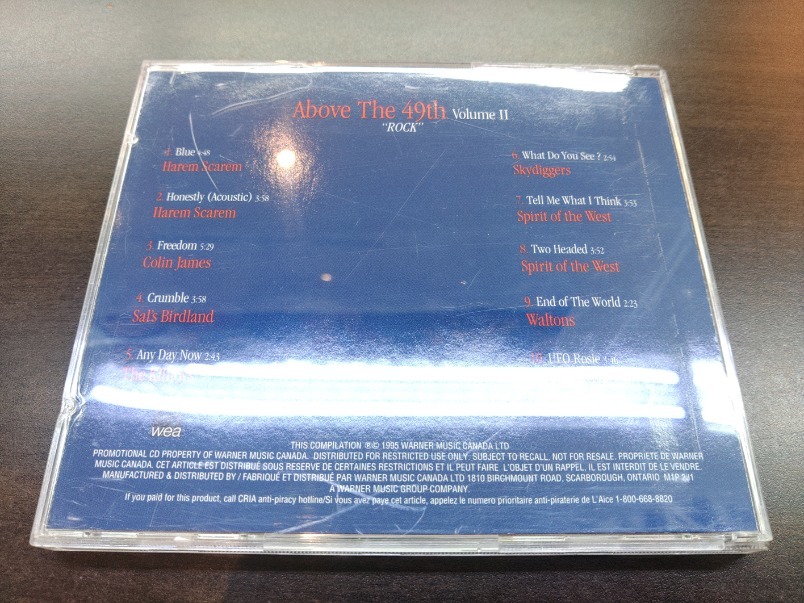 Above The 49th Volume II
"ROCK"
1. Blue 4:48
Harem Scarem
2. Honestly (Acoustic) 3:58
Harem Scarem
3. Freedom 5:29
Colin James
4. Crumble 3:58
Sal's Birdland
5. Any Day Now 2:43
6. What Do You See ? 2:54
Skydiggers
7. Tell Me What I Think 3:53
Spirit of the West
8. Two Headed 3:52
Spirit of the West
9. End of The World 2:23
Waltons
10. UFO Rosie
wea
THIS COMPILATION ℗© 1995 WARNER MUSIC CANADA LTD
PROMOTIONAL CD PROPERTY OF WARNER MUSIC CANADA. DISTRIBUTED FOR RESTRICTED USE ONLY. SUBJECT TO RECALL. NOT FOR RESALE. PROPRIETE DE WARNER
MUSIC CANADA. CET ARTICLE EST DISTRIBUÉ SOUS RESERVE DE CERTAINES RESTRICTIONS ET IL PEUT FAIRE L'OBJET D'UN RAPPEL. IL EST INTERDIT DE LE VENDRE.
MANUFACTURED & DISTRIBUTED BY / FABRIQUÉ ET DISTRIBUÉ PAR WARNER MUSIC CANADA LTD 1810 BIRCHMOUNT ROAD, SCARBOROUGH, ONTARIO M1P 2J1
A WARNER MUSIC GROUP COMPANY.
If you paid for this product, call CRIA anti-piracy hotline/Si vous avez paye cet article, appelez le numero prioritaire anti-piraterie de L'Aice 1-800-668-8820